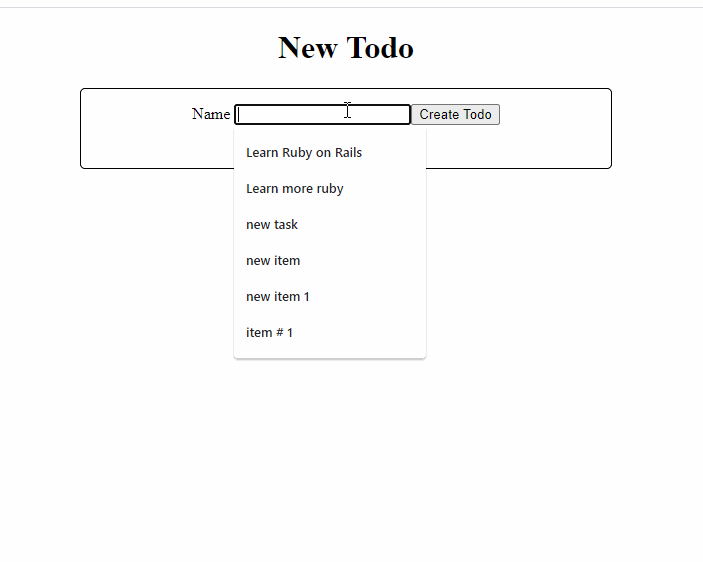 New Todo
Name Create Todo
Learn Ruby on Rails
Learn more ruby
new task
new item
new item 1
item # 1